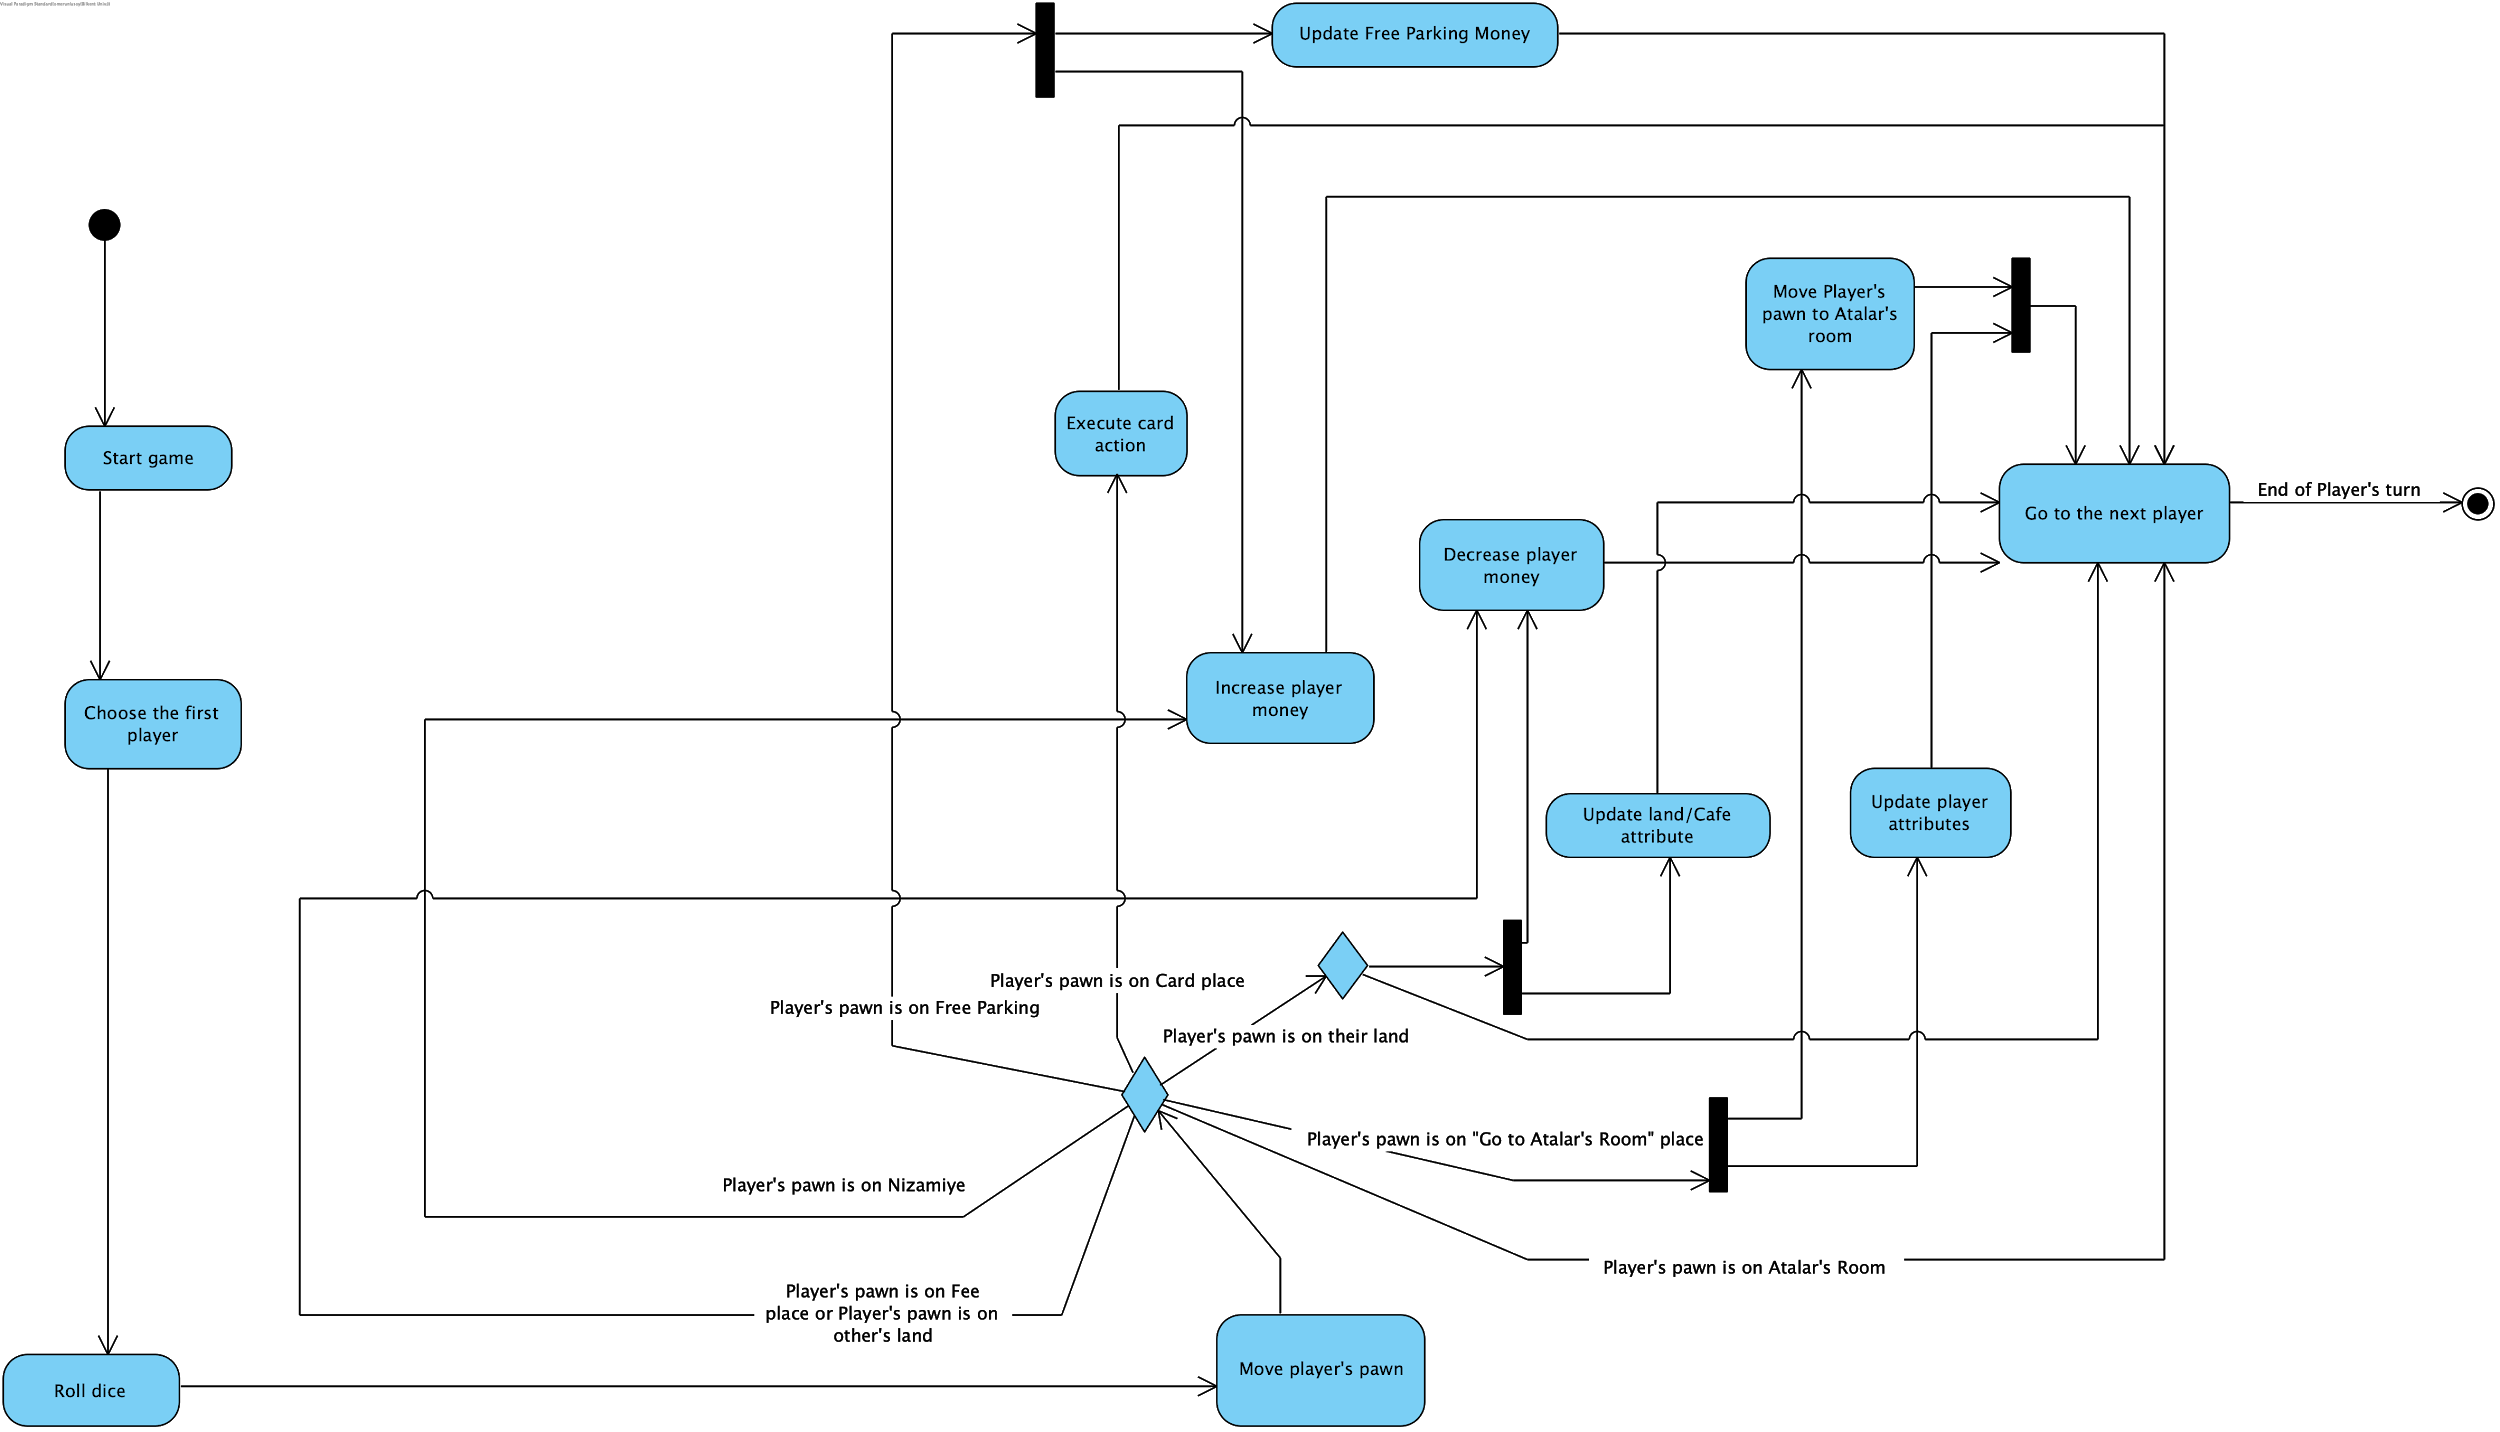 Update Free Parking Money
Move Player's
pawn to Atalar's
room
Execute card
action
Start game
End of Player's turn
Go to the next player
Decrease player
money
Increase player
money
Choose the first
player
Update land/Cafe
attribute
Update player
attributes
Player's pawn is on Card place
Player's pawn is on Free Parking
Player's pawn is on their land
Player's pawn is on "Go to Atalar's Room" place
Player's pawn is on Nizamiye
Player's pawn is on Atalar's Room
Player's pawn is on Fee
place or Player's pawn is on
other's land
Move player's pawn
Roll dice